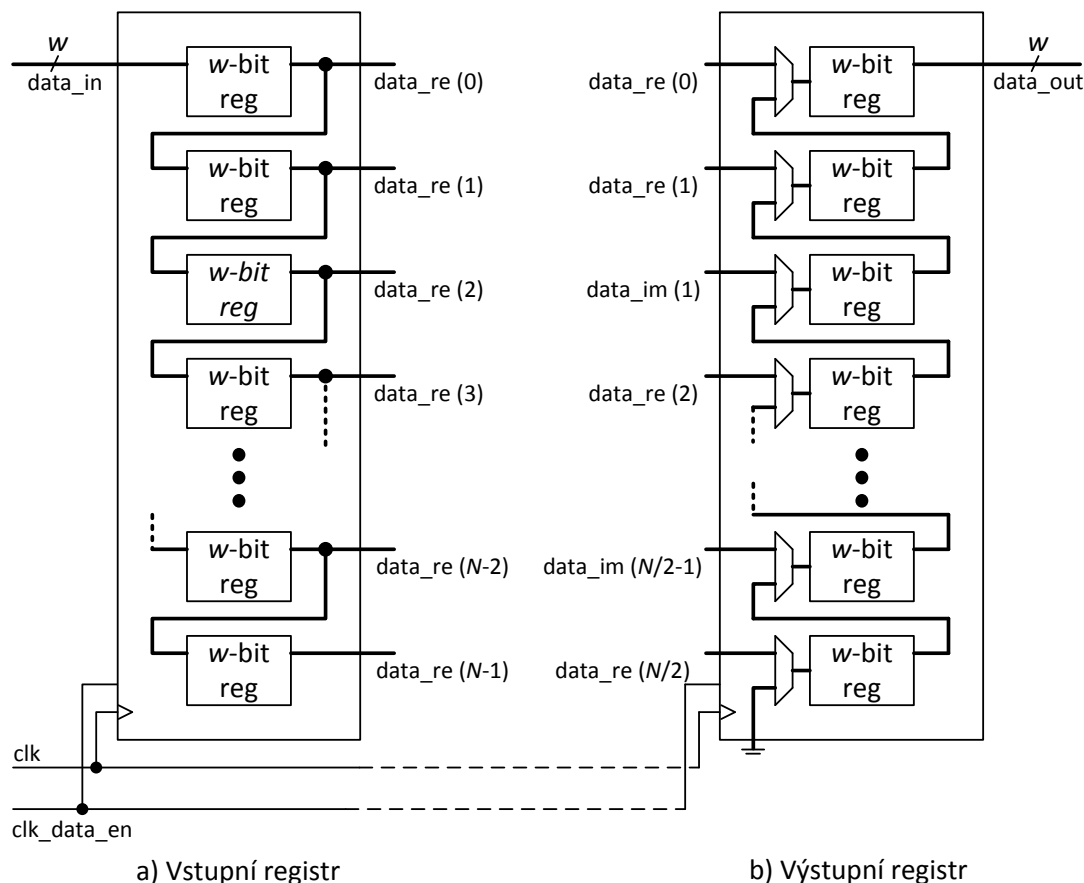 w
data_in
w-bit
reg
data_re (0)
w-bit
reg
data_re (1)
w-bit
reg
data_re (2)
w-bit
reg
data_re (3)
w-bit
reg
data_re (N-2)
w-bit
reg
data_re (N-1)
clk
clk_data_en
a) Vstupní registr
data_re (0)
w-bit
reg
w
data_out
data_re (1)
w-bit
reg
data_im (1)
w-bit
reg
data_re (2)
w-bit
reg
data_im (N/2-1)
w-bit
reg
data_re (N/2)
w-bit
reg
b) Výstupní registr